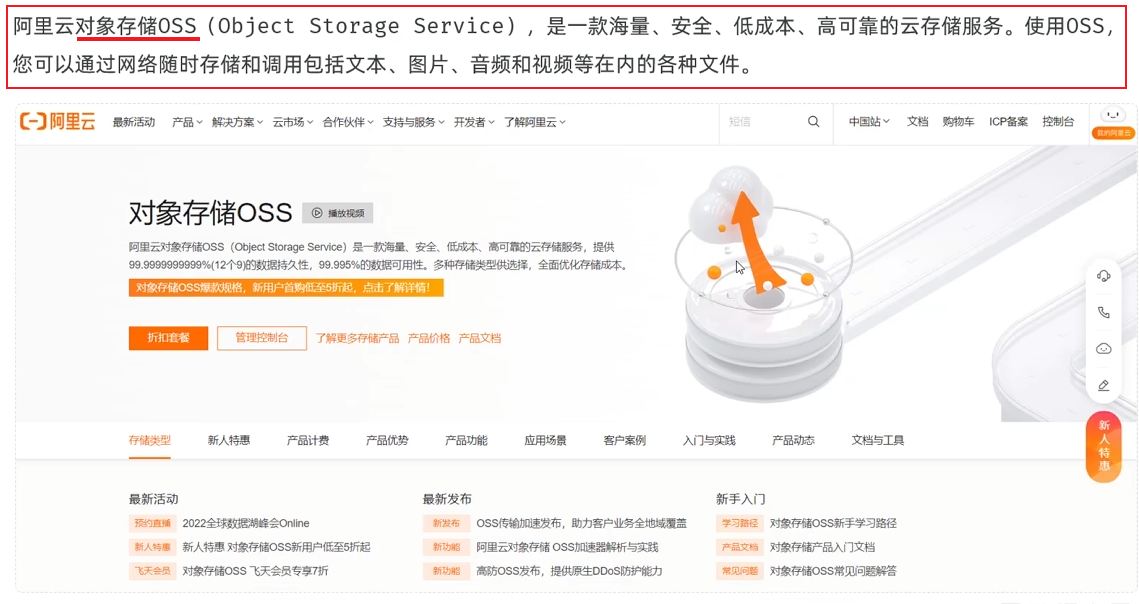 阿里云对象存储OSS（Object Storage Service），是一款海量、安全、低成本、高可靠的云存储服务。使用OSS，
您可以通过网络随时存储和调用包括文本、图片、音频和视频等在内的各种文件。
阿里云 最新活动 产品 解决方案 云市场 合作伙伴 支持与服务 开发者 了解阿里云 短信 中国站 文档 购物车 ICP备案 控制台
我的阿里云
对象存储OSS 播放视频
阿里云对象存储OSS（Object Storage Service）是一款海量、安全、低成本、高可靠的云存储服务，提供
99.9999999999%(12个9)的数据持久性，99.995%的数据可用性。多种存储类型供选择，全面优化存储成本。
对象存储OSS爆款规格，新用户首购低至5折起，点击了解详情！
折扣套餐 管理控制台 了解更多存储产品 产品价格 产品文档
存储类型 新人特惠 产品计费 产品优势 产品功能 应用场景 客户案例 入门与实践 产品动态 文档与工具
新人特惠
最新活动 最新发布 新手入门
预约直播 2022全球数据湖峰会Online 新发布 OSS传输加速发布，助力客户业务全地域覆盖 学习路径 对象存储OSS新手学习路径
新人特惠 新人特惠 对象存储OSS新用户低至5折起 新功能 阿里云对象存储 OSS加速器解析与实践 产品文档 对象存储产品入门文档
飞天会员 对象存储OSS 飞天会员专享7折 新功能 高防OSS发布，提供原生DDoS防护能力 常见问题 对象存储OSS常见问题解答